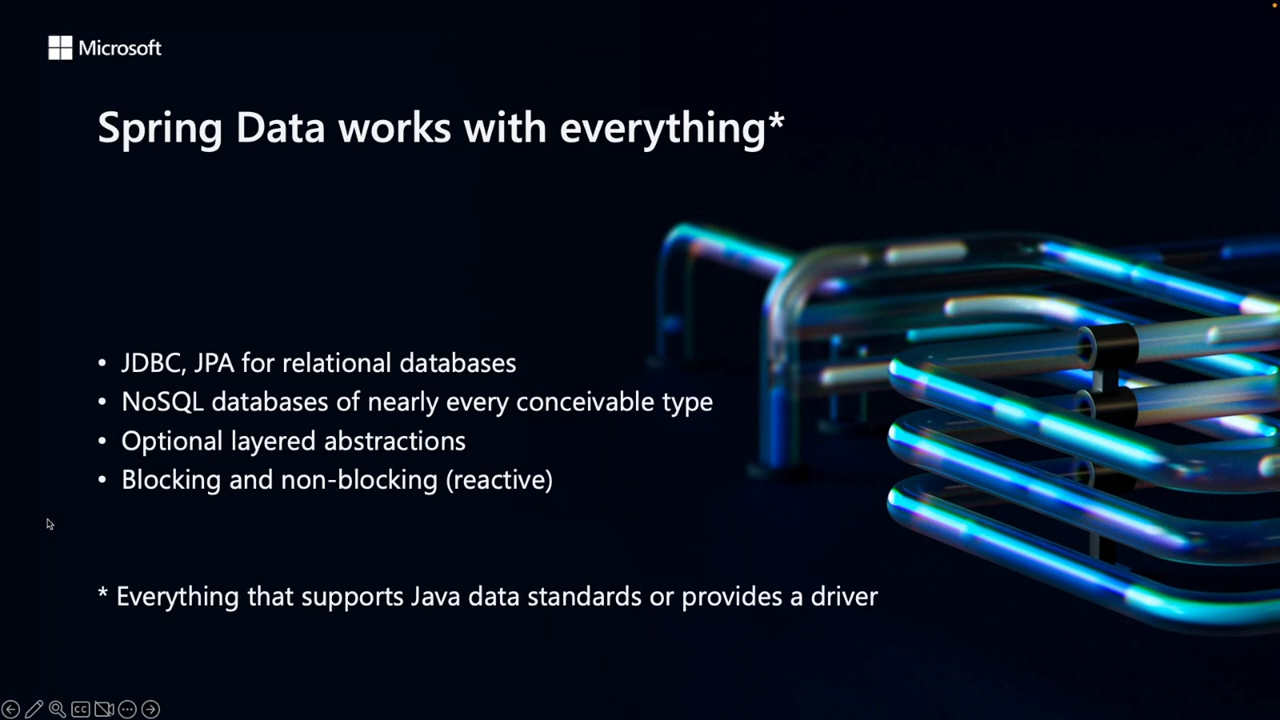 Microsoft
Spring Data works with everything*
• JDBC, JPA for relational databases
• NoSQL databases of nearly every conceivable type
• Optional layered abstractions
• Blocking and non-blocking (reactive)
* Everything that supports Java data standards or provides a driver
CC